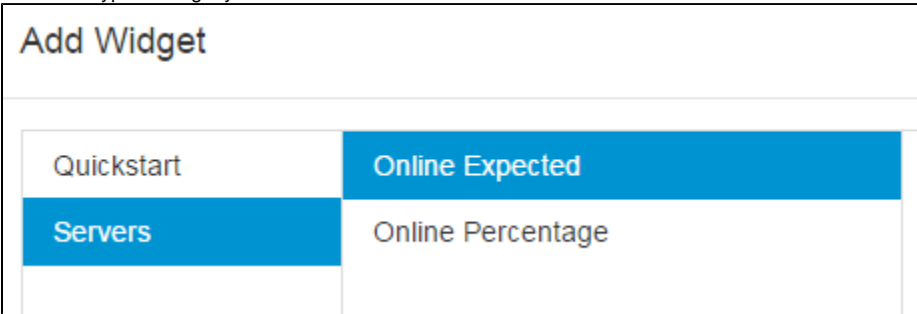 Add Widget
Quickstart
Online Expected
Servers
Online Percentage